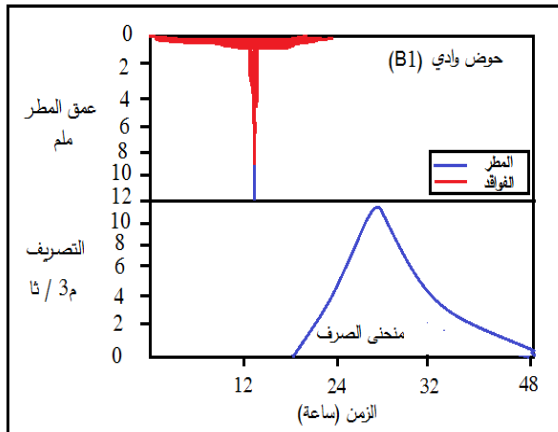 حوض وادي (B1)
0
2
4
6
8
10
12
عمق المطر
ملم
المطر
الفواقد
10
8
6
4
2
0
التصريف
م3 / ثا
منحنى الصرف
12
24
32
48
الزمن (ساعة)